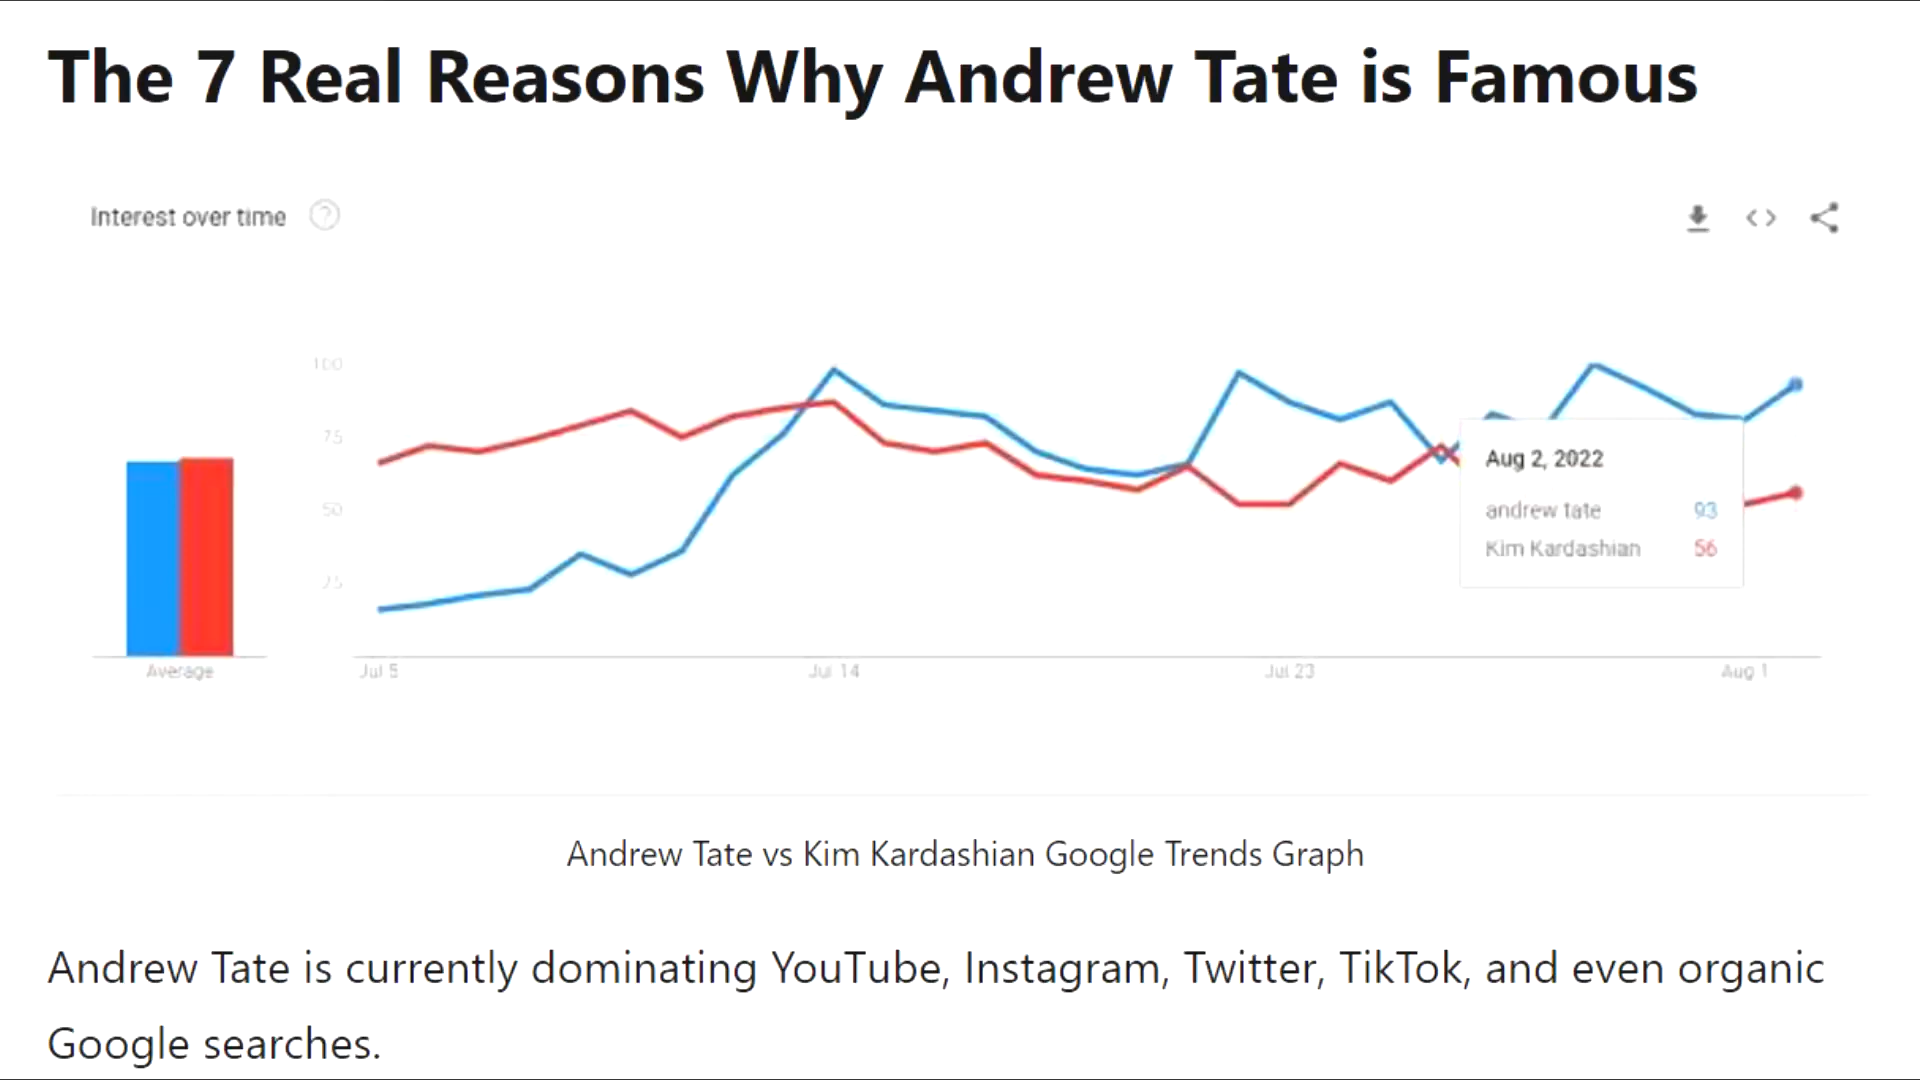 The 7 Real Reasons Why Andrew Tate is Famous
Interest over time ?
100
75
50
25
Aug 2, 2022
andrew tate 93
Kim Kardashian 56
Average
Jul 5
Jul 14
Jul 23
Aug 1
Andrew Tate vs Kim Kardashian Google Trends Graph
Andrew Tate is currently dominating YouTube, Instagram, Twitter, TikTok, and even organic
Google searches.